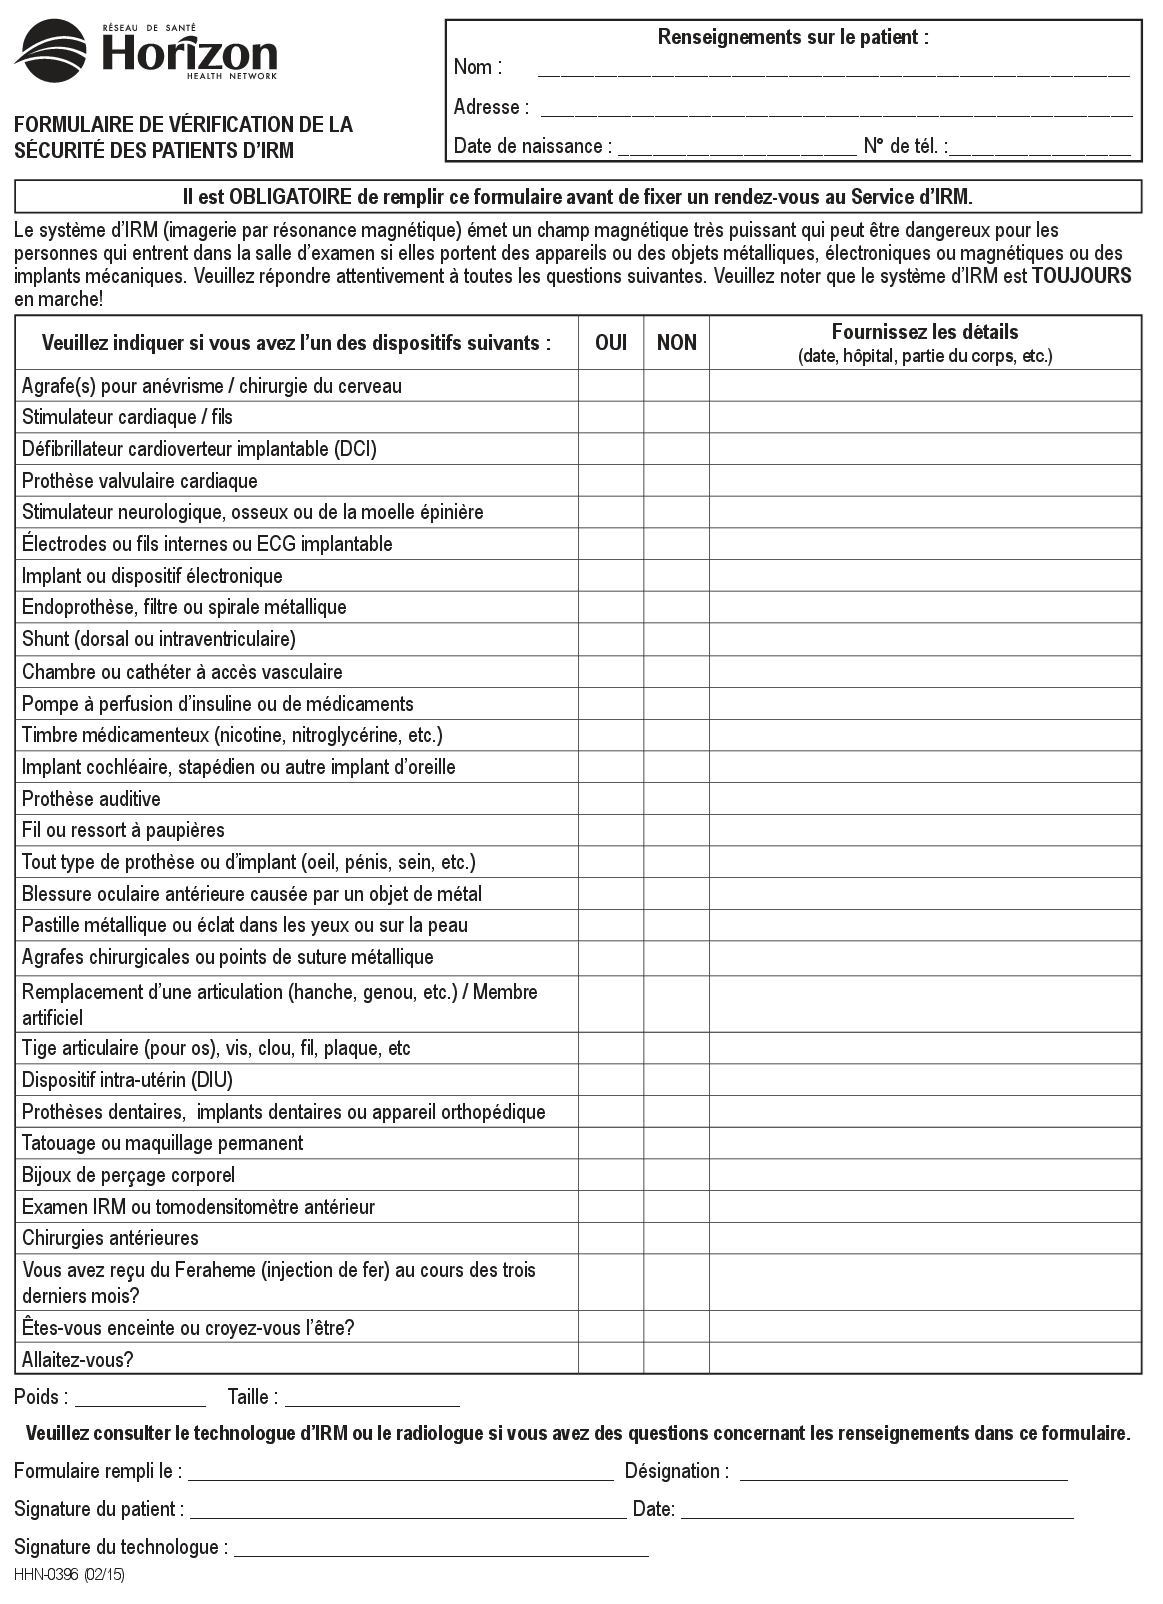 RÉSEAU DE SANTÉ
Horizon
HEALTH NETWORK
FORMULAIRE DE VÉRIFICATION DE LA
SÉCURITÉ DES PATIENTS D’IRM
Renseignements sur le patient :
Nom :
Adresse :
Date de naissance : N° de tél. :
Il est OBLIGATOIRE de remplir ce formulaire avant de fixer un rendez-vous au Service d’IRM.
Le système d’IRM (imagerie par résonance magnétique) émet un champ magnétique très puissant qui peut être dangereux pour les
personnes qui entrent dans la salle d’examen si elles portent des appareils ou des objets métalliques, électroniques ou magnétiques ou des
implants mécaniques. Veuillez répondre attentivement à toutes les questions suivantes. Veuillez noter que le système d’IRM est TOUJOURS
en marche!
Veuillez indiquer si vous avez l’un des dispositifs suivants : OUI NON Fournissez les détails
(date, hôpital, partie du corps, etc.)
Agrafe(s) pour anévrisme / chirurgie du cerveau
Stimulateur cardiaque / fils
Défibrillateur cardioverteur implantable (DCI)
Prothèse valvulaire cardiaque
Stimulateur neurologique, osseux ou de la moelle épinière
Électrodes ou fils internes ou ECG implantable
Implant ou dispositif électronique
Endoprothèse, filtre ou spirale métallique
Shunt (dorsal ou intraventriculaire)
Chambre ou cathéter à accès vasculaire
Pompe à perfusion d’insuline ou de médicaments
Timbre médicamenteux (nicotine, nitroglycérine, etc.)
Implant cochléaire, stapédien ou autre implant d’oreille
Prothèse auditive
Fil ou ressort à paupières
Tout type de prothèse ou d’implant (oeil, pénis, sein, etc.)
Blessure oculaire antérieure causée par un objet de métal
Pastille métallique ou éclat dans les yeux ou sur la peau
Agrafes chirurgicales ou points de suture métallique
Remplacement d’une articulation (hanche, genou, etc.) / Membre
artificiel
Tige articulaire (pour os), vis, clou, fil, plaque, etc
Dispositif intra-utérin (DIU)
Prothèses dentaires, implants dentaires ou appareil orthopédique
Tatouage ou maquillage permanent
Bijoux de perçage corporel
Examen IRM ou tomodensitomètre antérieur
Chirurgies antérieures
Vous avez reçu du Feraheme (injection de fer) au cours des trois
derniers mois?
Êtes-vous enceinte ou croyez-vous l’être?
Allaitez-vous?
Poids : Taille :
Veuillez consulter le technologue d’IRM ou le radiologue si vous avez des questions concernant les renseignements dans ce formulaire.
Formulaire rempli le : Désignation :
Signature du patient : Date:
Signature du technologue :
HHN-0396 (02/15)